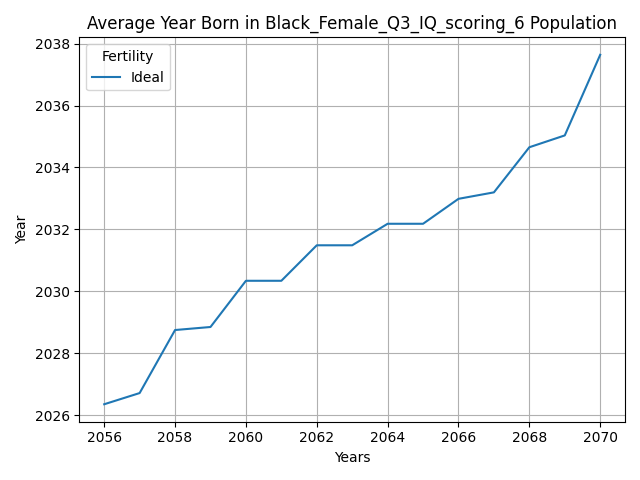 Average Year Born in Black_Female_Q3_IQ_scoring_6 Population
Fertility
Ideal
Year
2038
2036
2034
2032
2030
2028
2026
2056 2058 2060 2062 2064 2066 2068 2070
Years